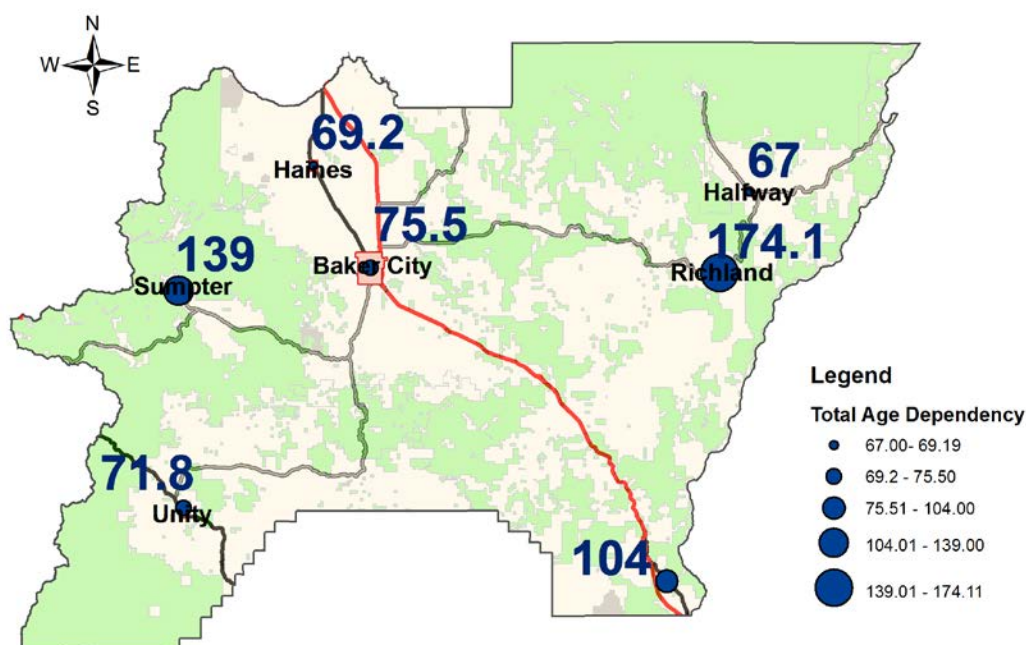 N
W E
S
69.2
Haines
67
Halfway
75.5
Baker City
174.1
Richland
139
Sumpter
71.8
Unity
104
Legend
Total Age Dependency
67.00- 69.19
69.2 - 75.50
75.51 - 104.00
104.01 - 139.00
139.01 - 174.11